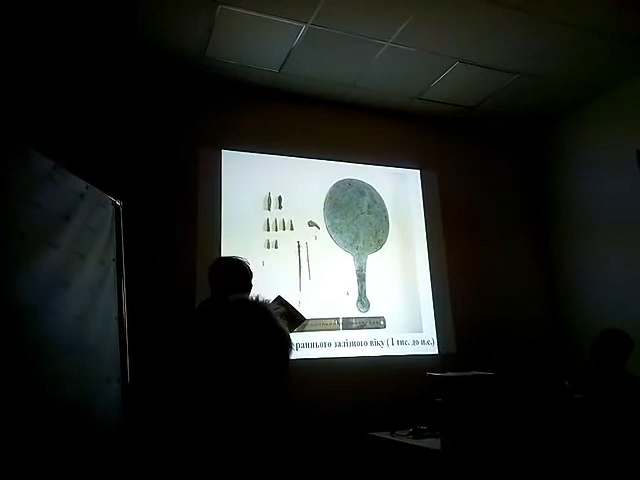 раннього залізного віку ( І тис. до н.е.)